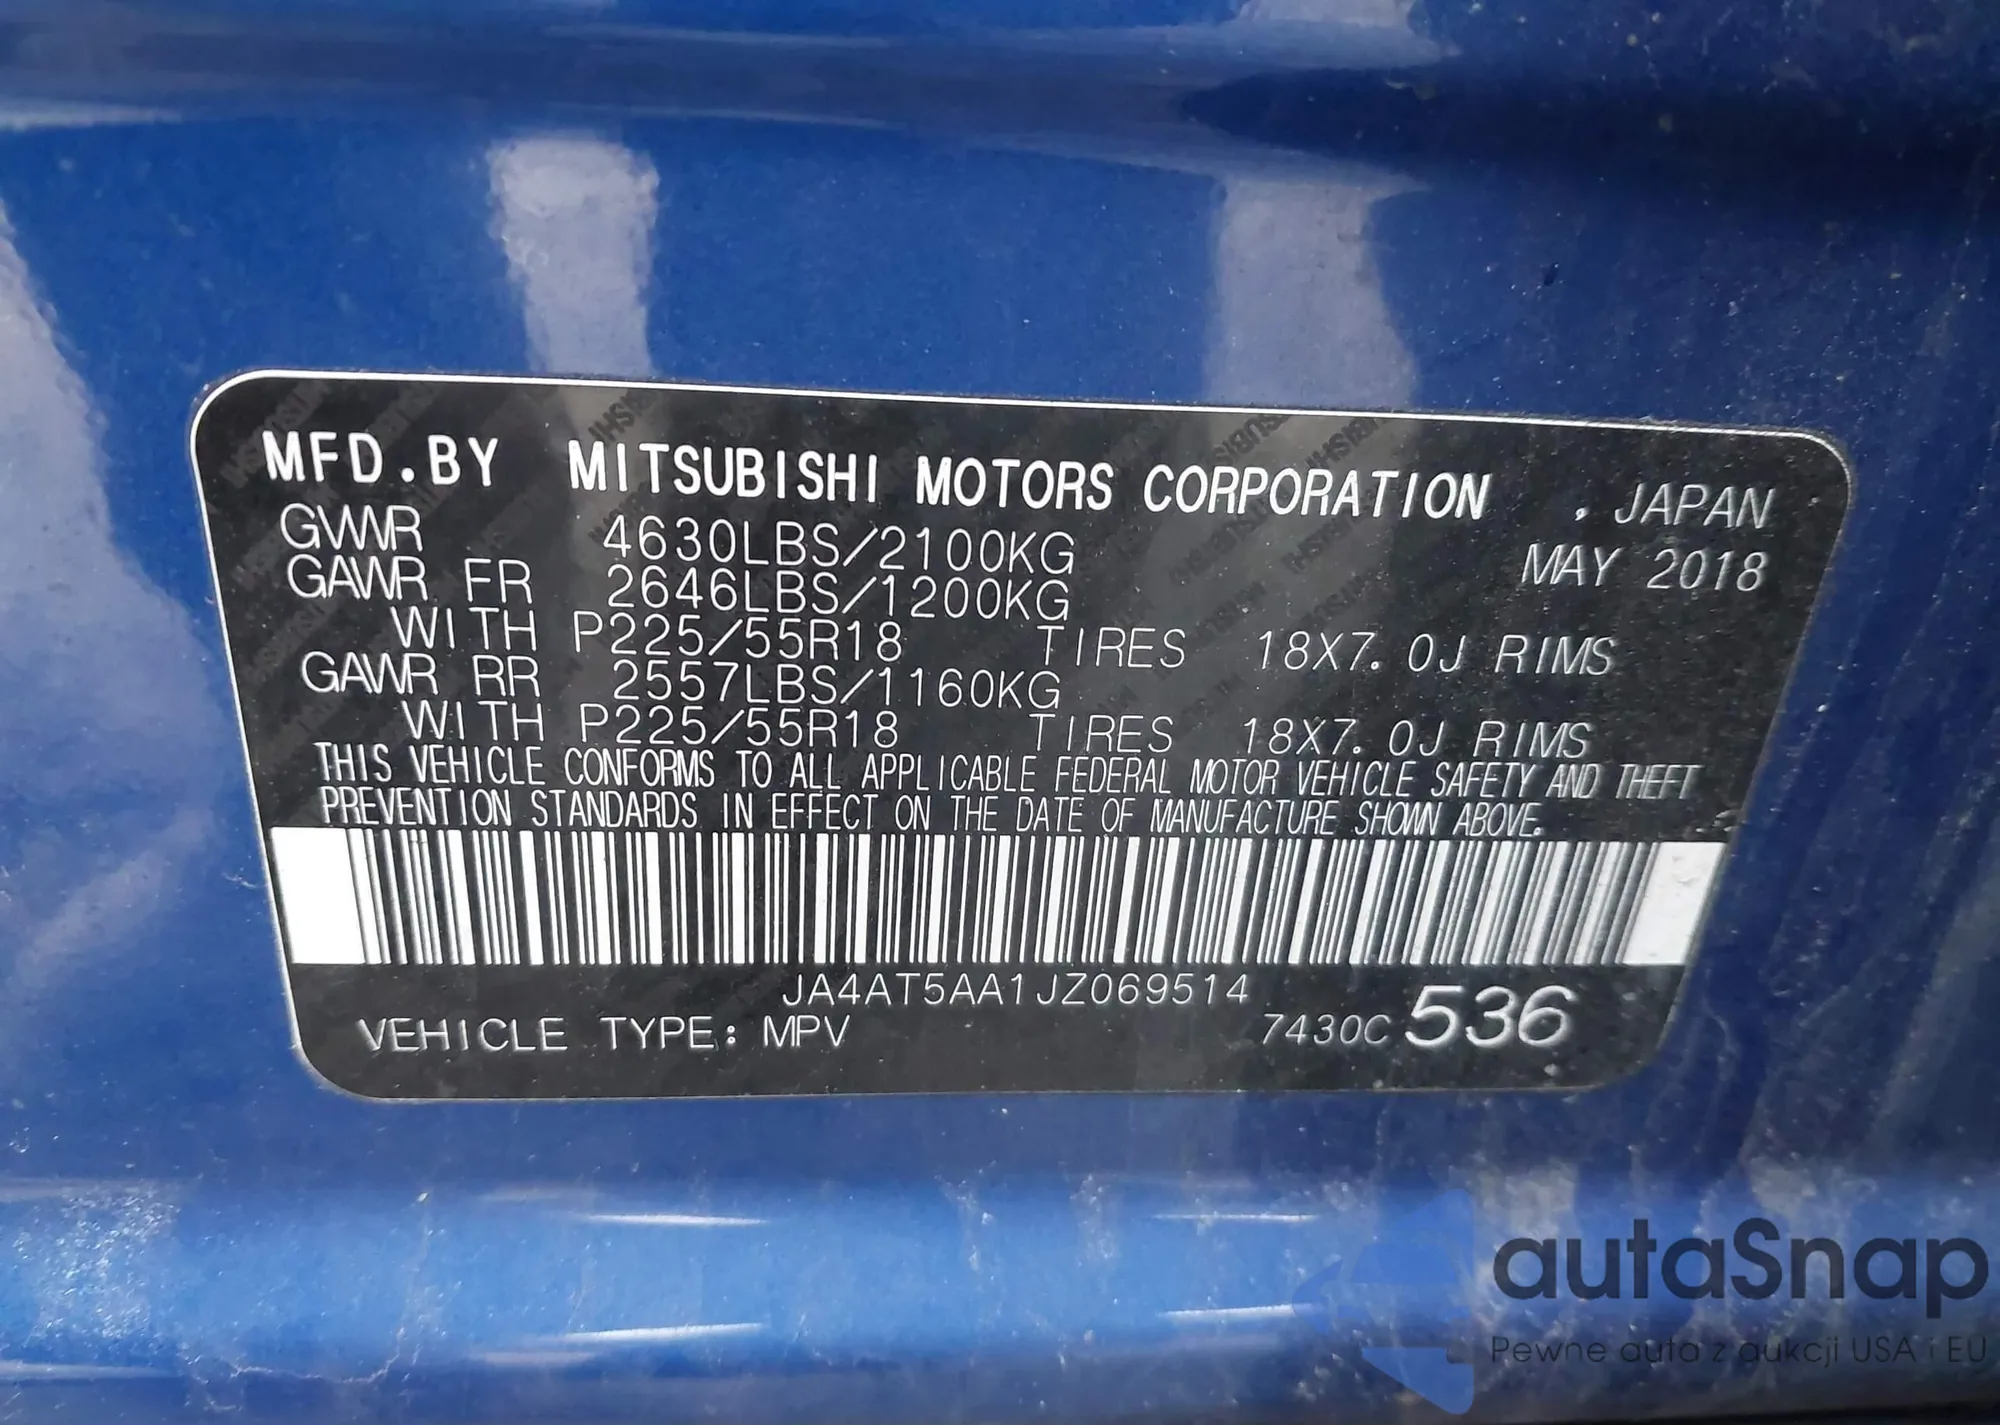 MFD.BY MITSUBISHI MOTORS CORPORATION , JAPAN
GVWR 4630LBS/2100KG MAY 2018
GAWR FR 2646LBS/1200KG
WITH P225/55R18 TIRES 18X7.0J RIMS
GAWR RR 2557LBS/1160KG
WITH P225/55R18 TIRES 18X7.0J RIMS
THIS VEHICLE CONFORMS TO ALL APPLICABLE FEDERAL MOTOR VEHICLE SAFETY AND THEFT
PREVENTION STANDARDS IN EFFECT ON THE DATE OF MANUFACTURE SHOWN ABOVE.
JA4AT5AA1JZ069514
VEHICLE TYPE: MPV 7430C 536
autaSnap
Pewne auta z aukcji USA i EU